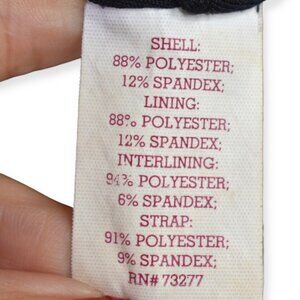 SHELL:
88% POLYESTER;
12% SPANDEX;
LINING:
88% POLYESTER;
12% SPANDEX;
INTERLINING:
94% POLYESTER;
6% SPANDEX;
STRAP:
91% POLYESTER;
9% SPANDEX;
RN# 73277